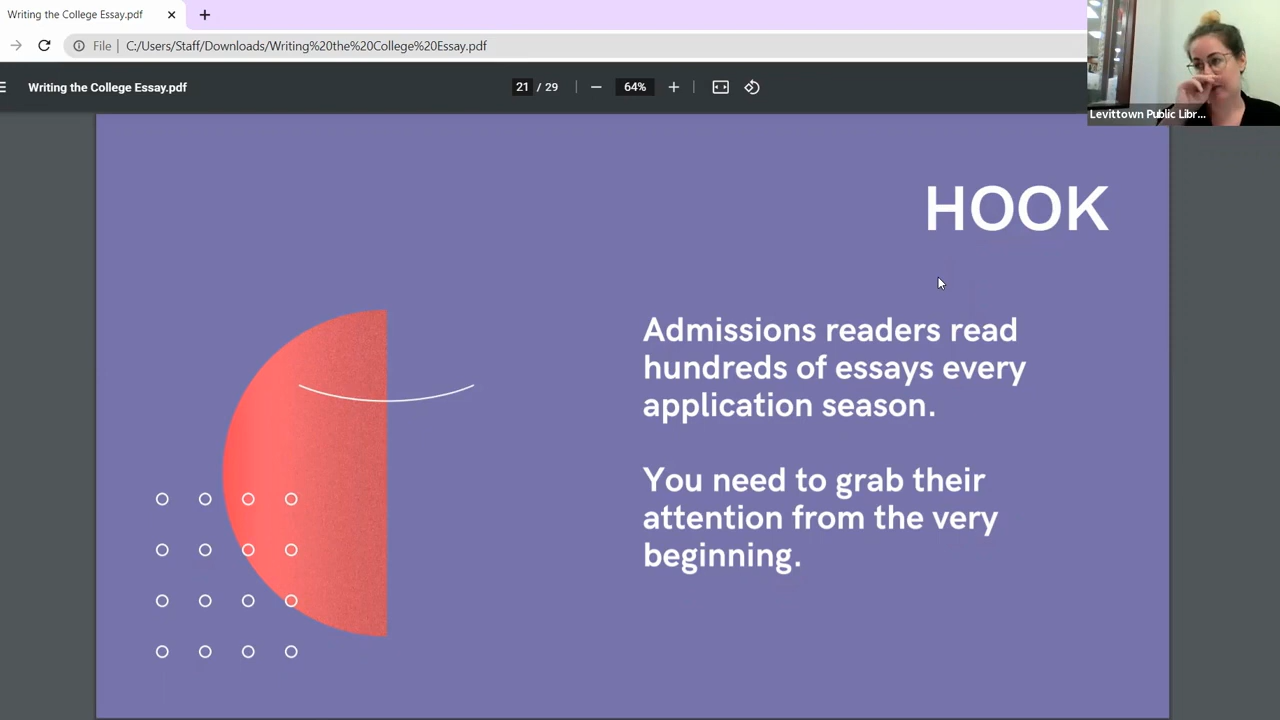 Writing the College Essay.pdf
File
C:/Users/Staff/Downloads/Writing%20the%20College%20Essay.pdf
Writing the College Essay.pdf
21 / 29
64%
Levittown Public Libr...
HOOK
Admissions readers read
hundreds of essays every
application season.
You need to grab their
attention from the very
beginning.